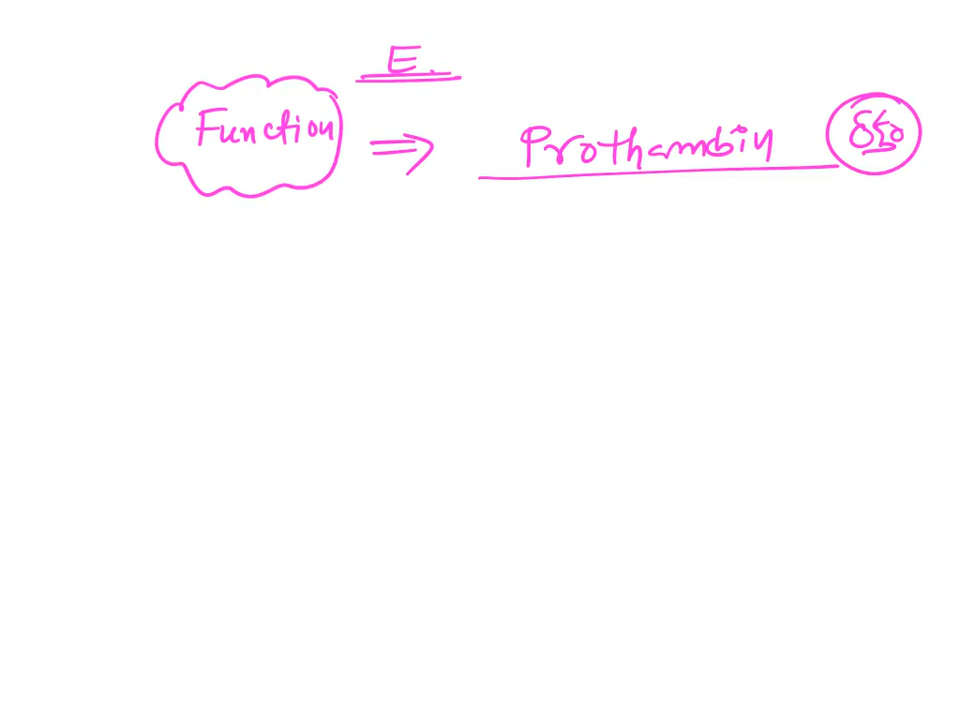 E.
Function ⇒ Prothambin